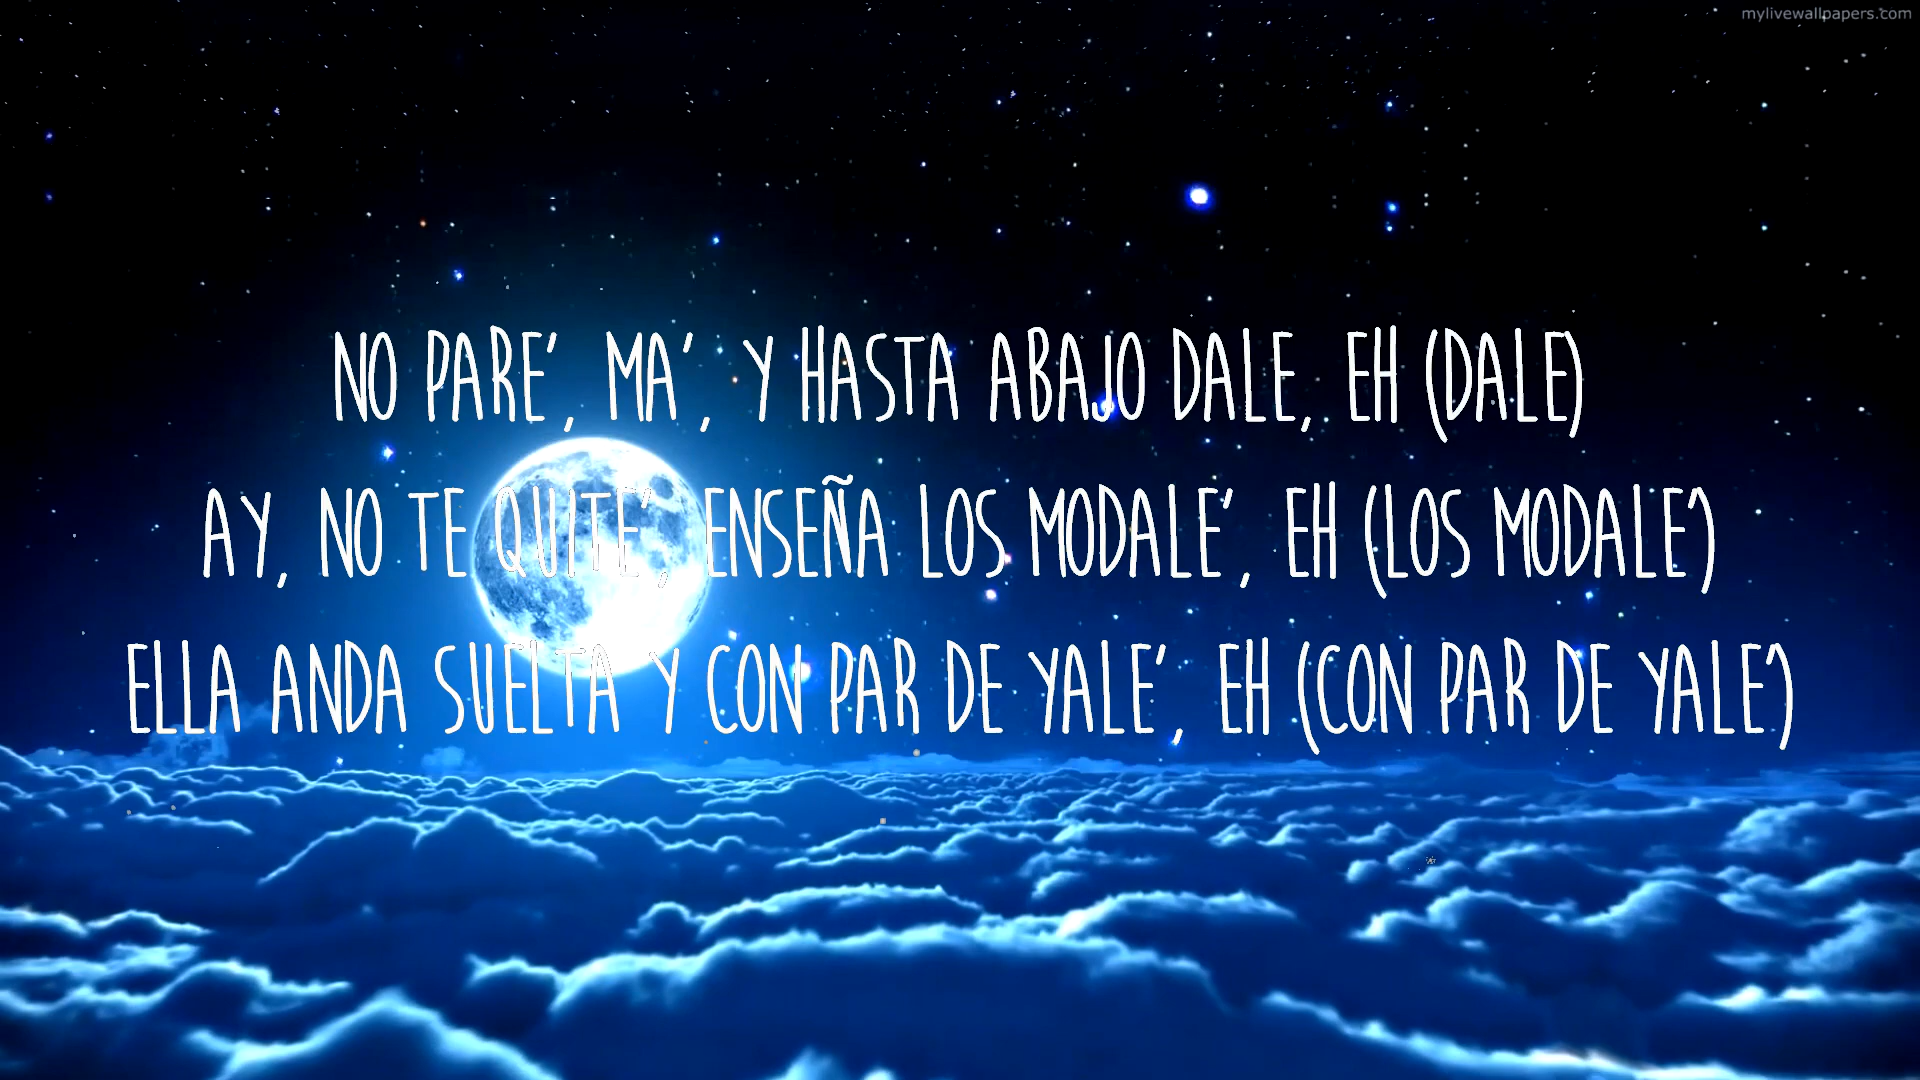 mylivewallpapers.com
NO PARE', MA', Y HASTA ABAJO DALE, EH (DALE)
AY, NO TE QUITE', ENSEÑA LOS MODALE', EH (LOS MODALE')
ELLA ANDA SUELTA Y CON PAR DE YALE', EH (CON PAR DE YALE')